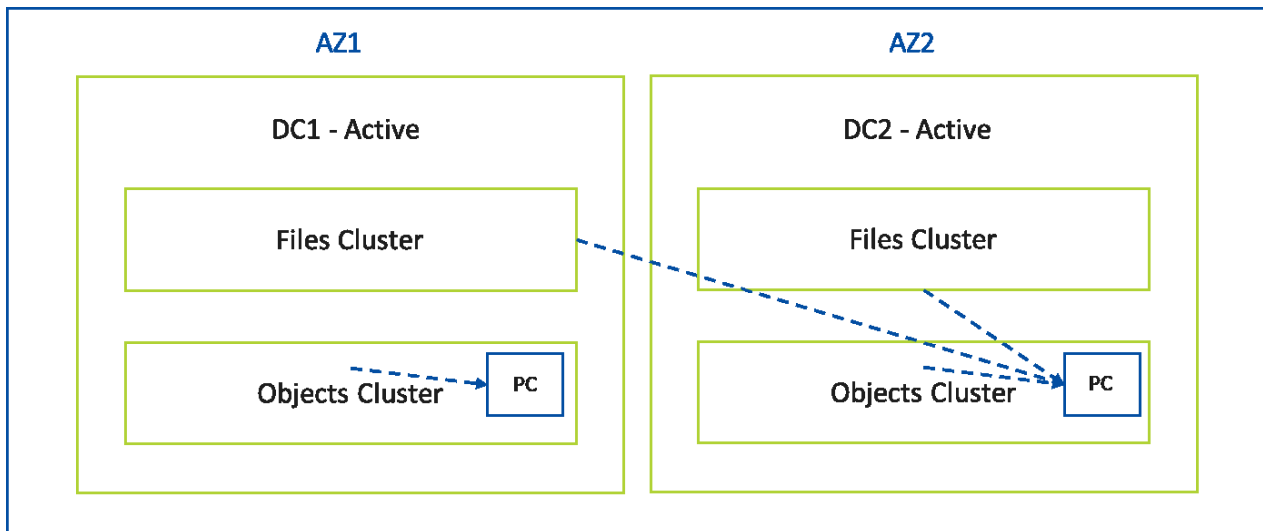 AZ1
AZ2
DC1 - Active
DC2 - Active
Files Cluster
Files Cluster
Objects Cluster
PC
Objects Cluster
PC